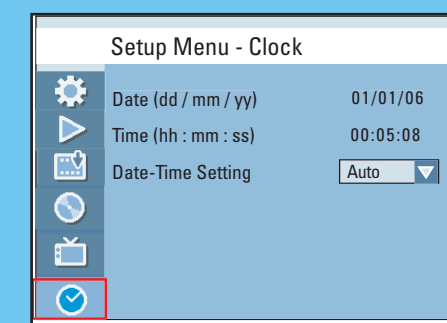 Setup Menu - Clock
Date (dd / mm / yy) 01/01/06
Time (hh : mm : ss) 00:05:08
Date-Time Setting Auto